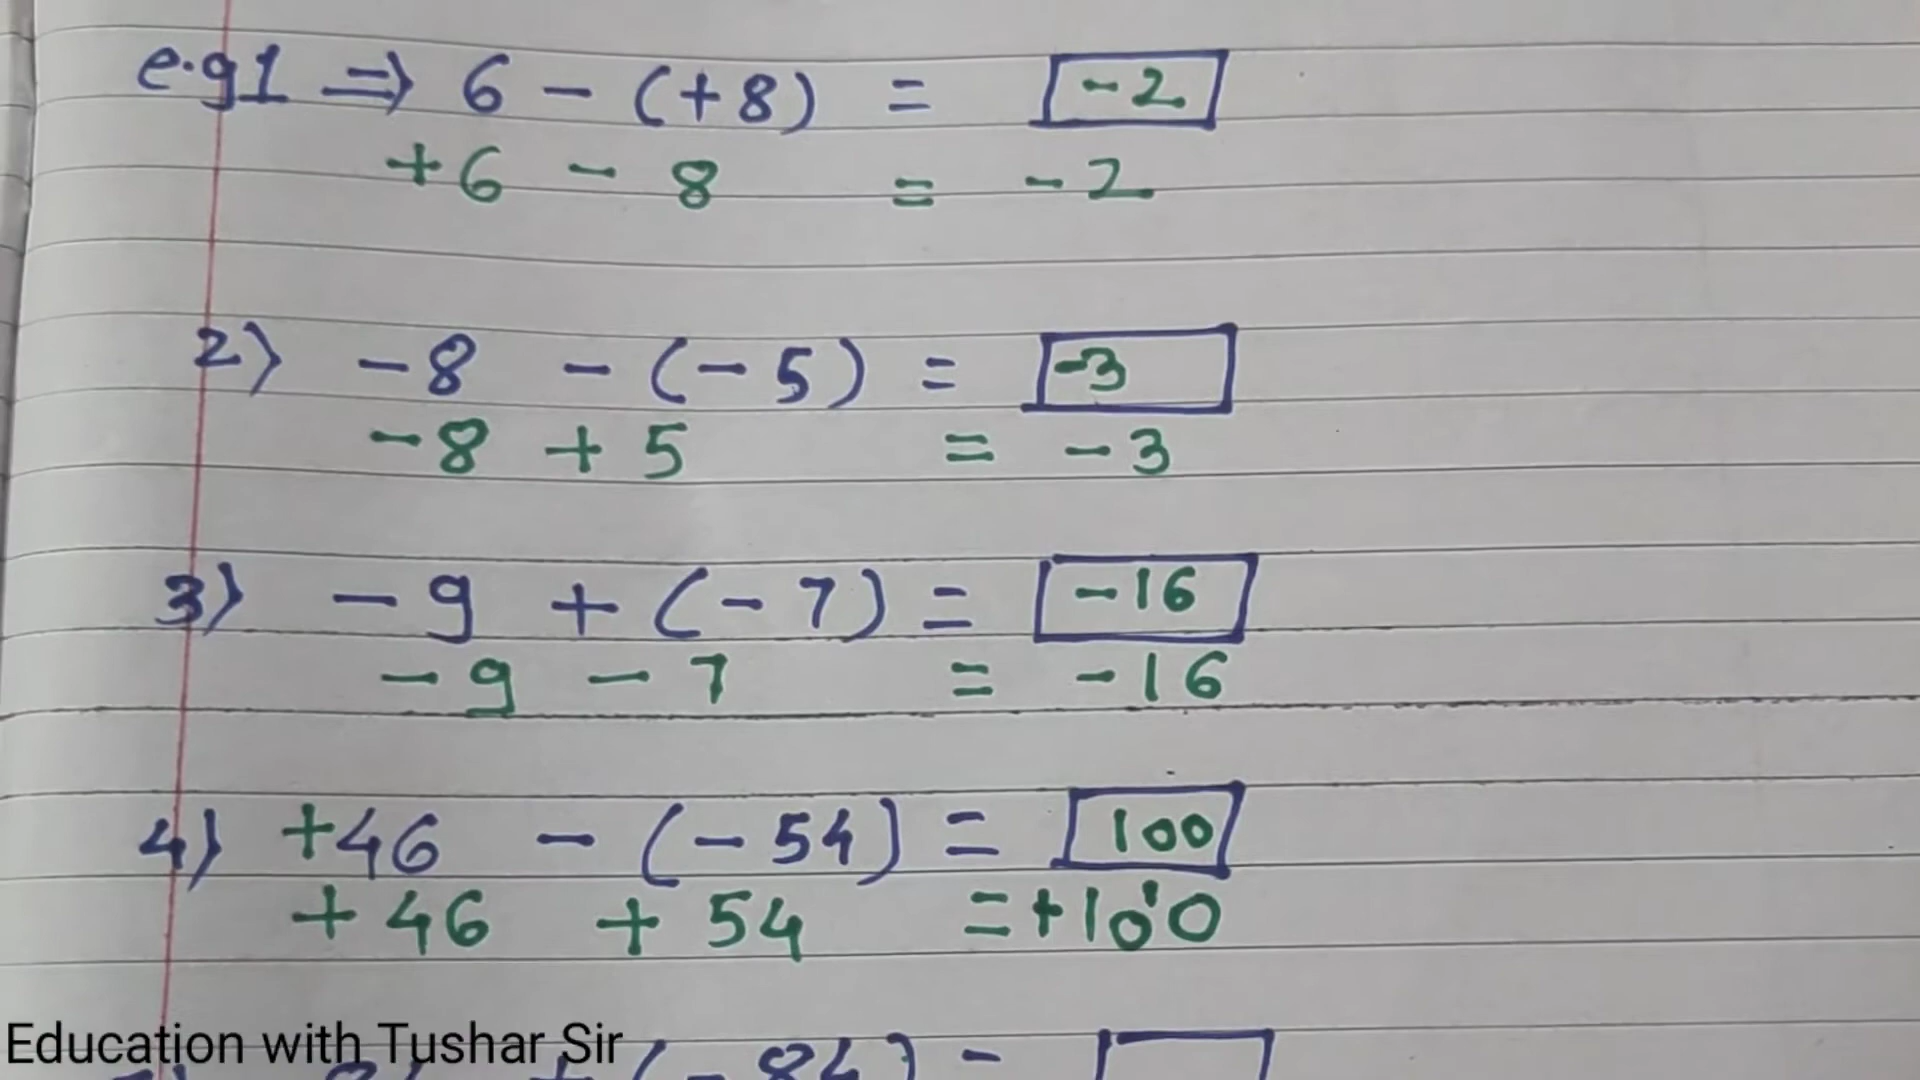 e.g1 ⇒ 6 - (+8) = -2
+6 - 8 = -2
2) -8 - (-5) = -3
-8 + 5 = -3
3) -9 + (-7) = -16
-9 - 7 = -16
4) +46 - (-54) = 100
+46 + 54 = +100
+ (-84) =
Education with Tushar Sir